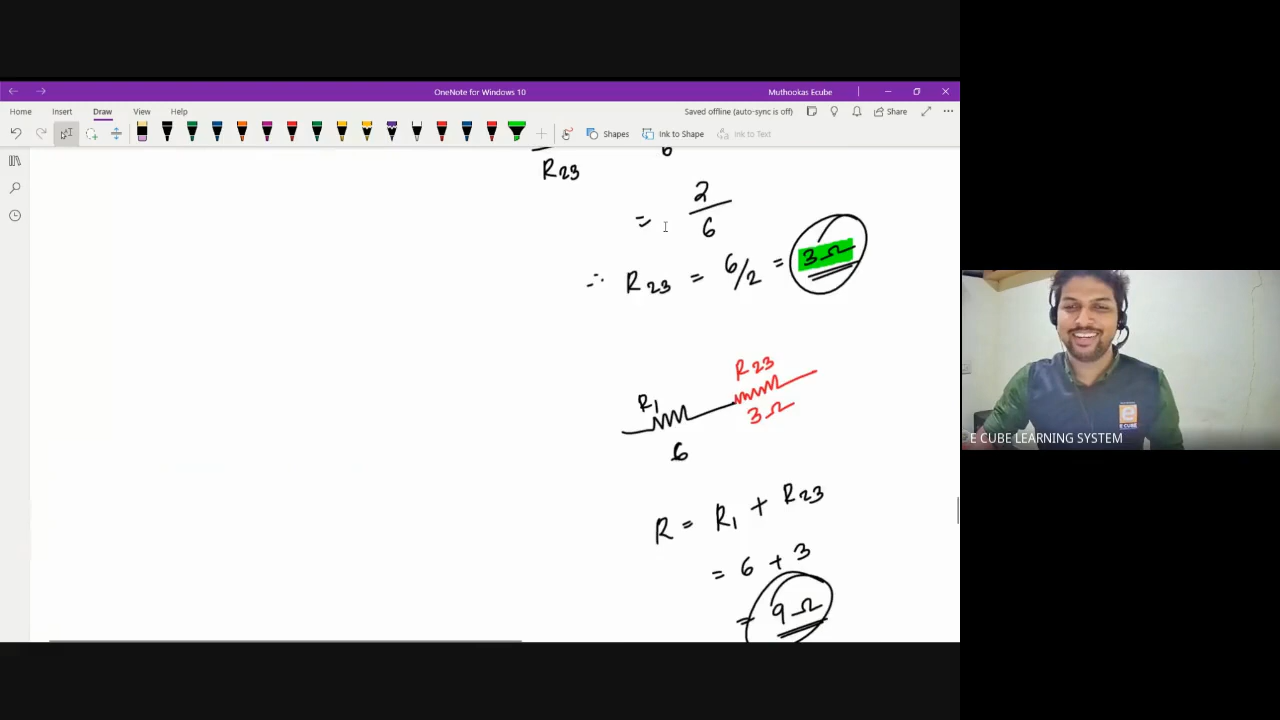 OneNote for Windows 10
Muthookas Ecube
Home Insert Draw View Help
Saved offline (auto-sync is off)
Share
Shapes
Ink to Shape
Ink to Text
R23
6
= 2/6
∴ R23 = 6/2 = 3Ω
R1
R23
3Ω
6
R = R1 + R23
= 6 + 3
= 9Ω
e
E CUBE
E CUBE LEARNING SYSTEM